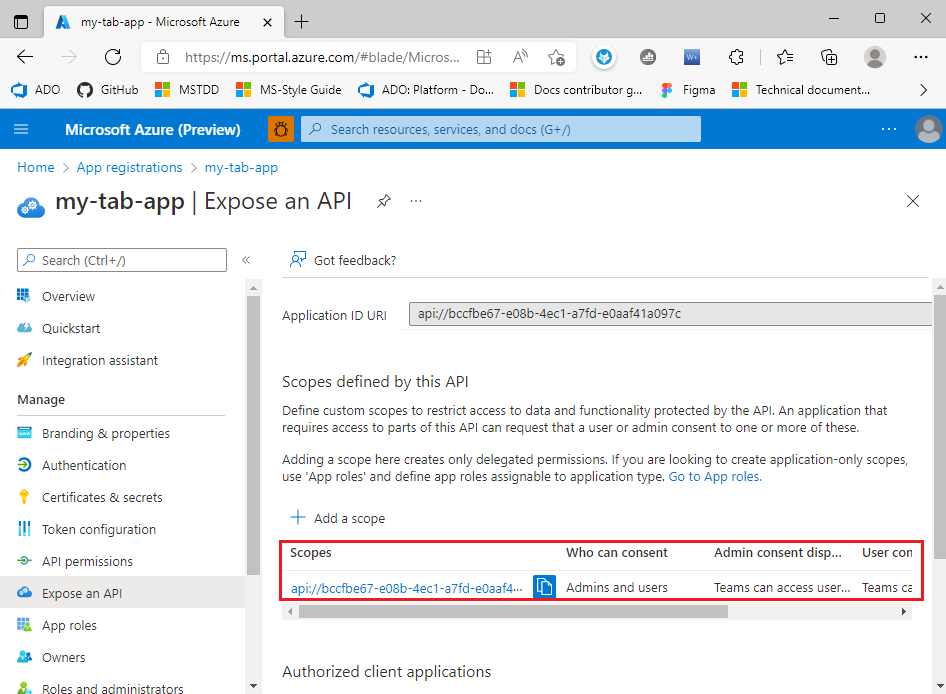 my-tab-app - Microsoft Azure
https://ms.portal.azure.com/#blade/Micros...
ADO
GitHub
MSTDD
MS-Style Guide
ADO: Platform - Do...
Docs contributor g...
Figma
Technical document...
Microsoft Azure (Preview)
Search resources, services, and docs (G+/)
Home > App registrations > my-tab-app
my-tab-app | Expose an API
Search (Ctrl+/)
Got feedback?
Overview
Quickstart
Integration assistant
Manage
Branding & properties
Authentication
Certificates & secrets
Token configuration
API permissions
Expose an API
App roles
Owners
Roles and administrators
Application ID URI
api://bccfbe67-e08b-4ec1-a7fd-e0aaf41a097c
Scopes defined by this API
Define custom scopes to restrict access to data and functionality protected by the API. An application that
requires access to parts of this API can request that a user or admin consent to one or more of these.
Adding a scope here creates only delegated permissions. If you are looking to create application-only scopes,
use 'App roles' and define app roles assignable to application type. Go to App roles.
Add a scope
Scopes Who can consent Admin consent disp... User con
api://bccfbe67-e08b-4ec1-a7fd-e0aaf4... Admins and users Teams can access user... Teams ca
Authorized client applications